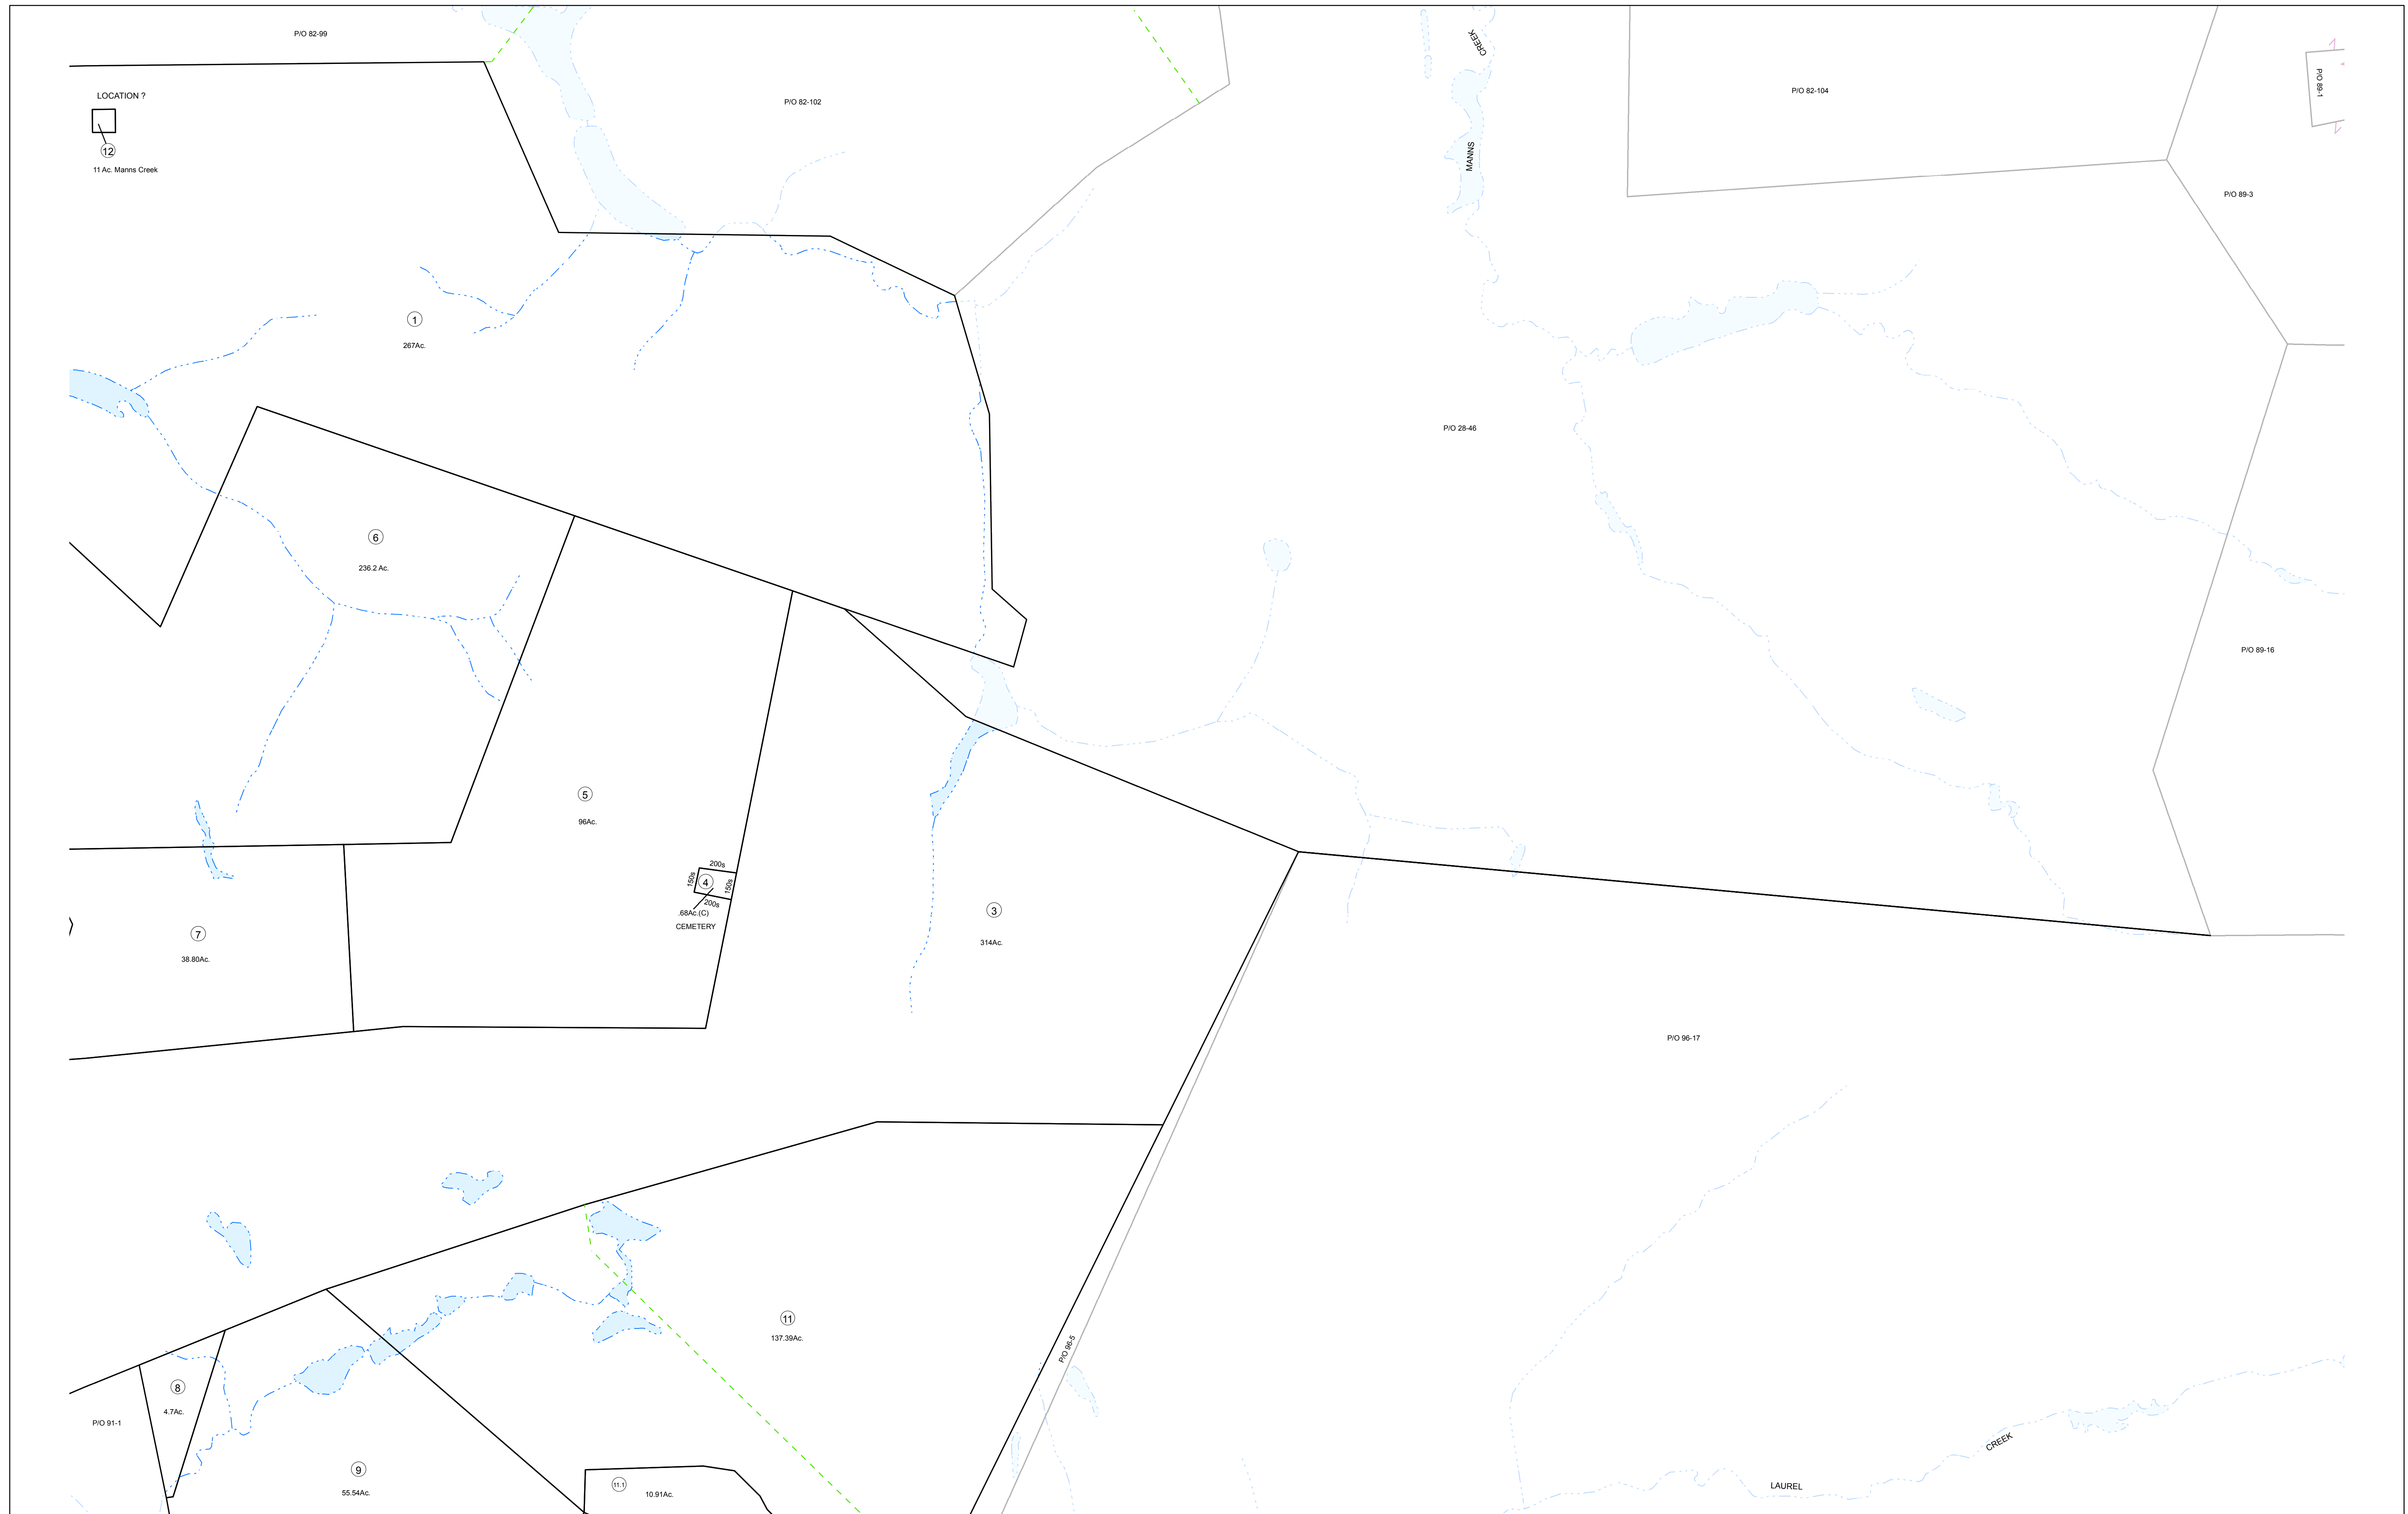 P/O 82-99
LOCATION ?
12
11 Ac. Manns Creek
P/O 82-102
CREEK
MANNS
P/O 82-104
P/O 89-1
P/O 89-3
1
267Ac.
P/O 28-46
6
236.2 Ac.
P/O 89-16
5
96Ac.
200s
150s
4
150s
200s
.68Ac.(C)
CEMETERY
3
314Ac.
7
38.80Ac.
P/O 96-17
11
137.39Ac.
P/O 96-5
8
4.7Ac.
P/O 91-1
9
55.54Ac.
11.1
10.91Ac.
CREEK
LAUREL